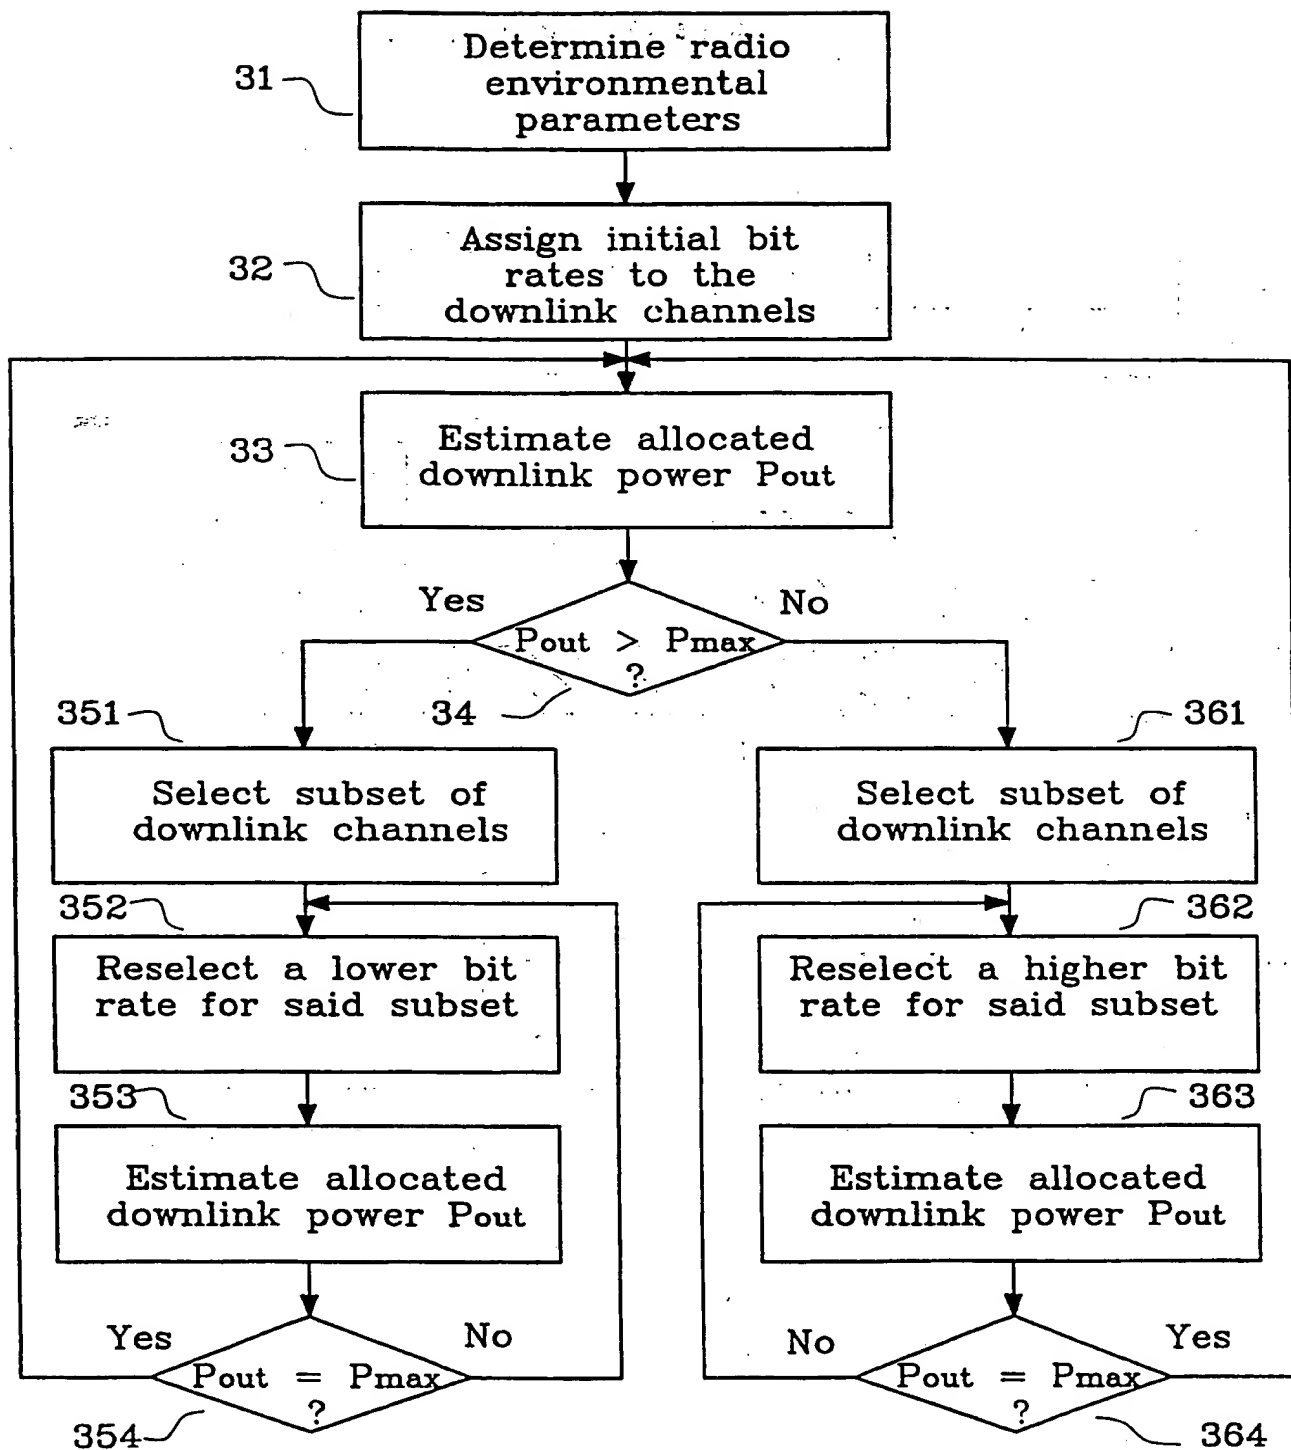 Determine radio
environmental
parameters
31
Assign initial bit
rates to the
downlink channels
32
Estimate allocated
downlink power Pout
33
Yes
No
Pout > Pmax
?
34
351
Select subset of
downlink channels
361
Select subset of
downlink channels
352
Reselect a lower bit
rate for said subset
362
Reselect a higher bit
rate for said subset
353
Estimate allocated
downlink power Pout
363
Estimate allocated
downlink power Pout
Yes
No
Pout = Pmax
?
354
No
Yes
Pout = Pmax
?
364